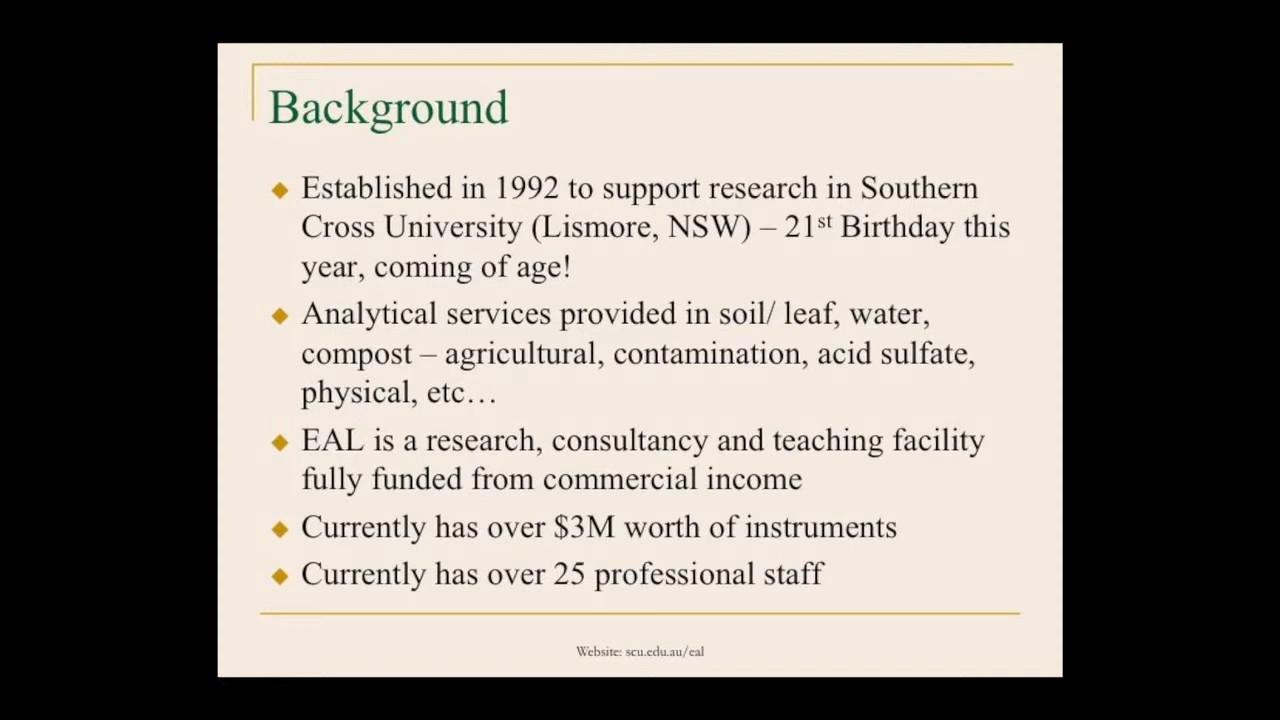 Background
◆ Established in 1992 to support research in Southern
Cross University (Lismore, NSW) – 21st Birthday this
year, coming of age!
◆ Analytical services provided in soil/ leaf, water,
compost – agricultural, contamination, acid sulfate,
physical, etc…
◆ EAL is a research, consultancy and teaching facility
fully funded from commercial income
◆ Currently has over $3M worth of instruments
◆ Currently has over 25 professional staff
Website: scu.edu.au/eal